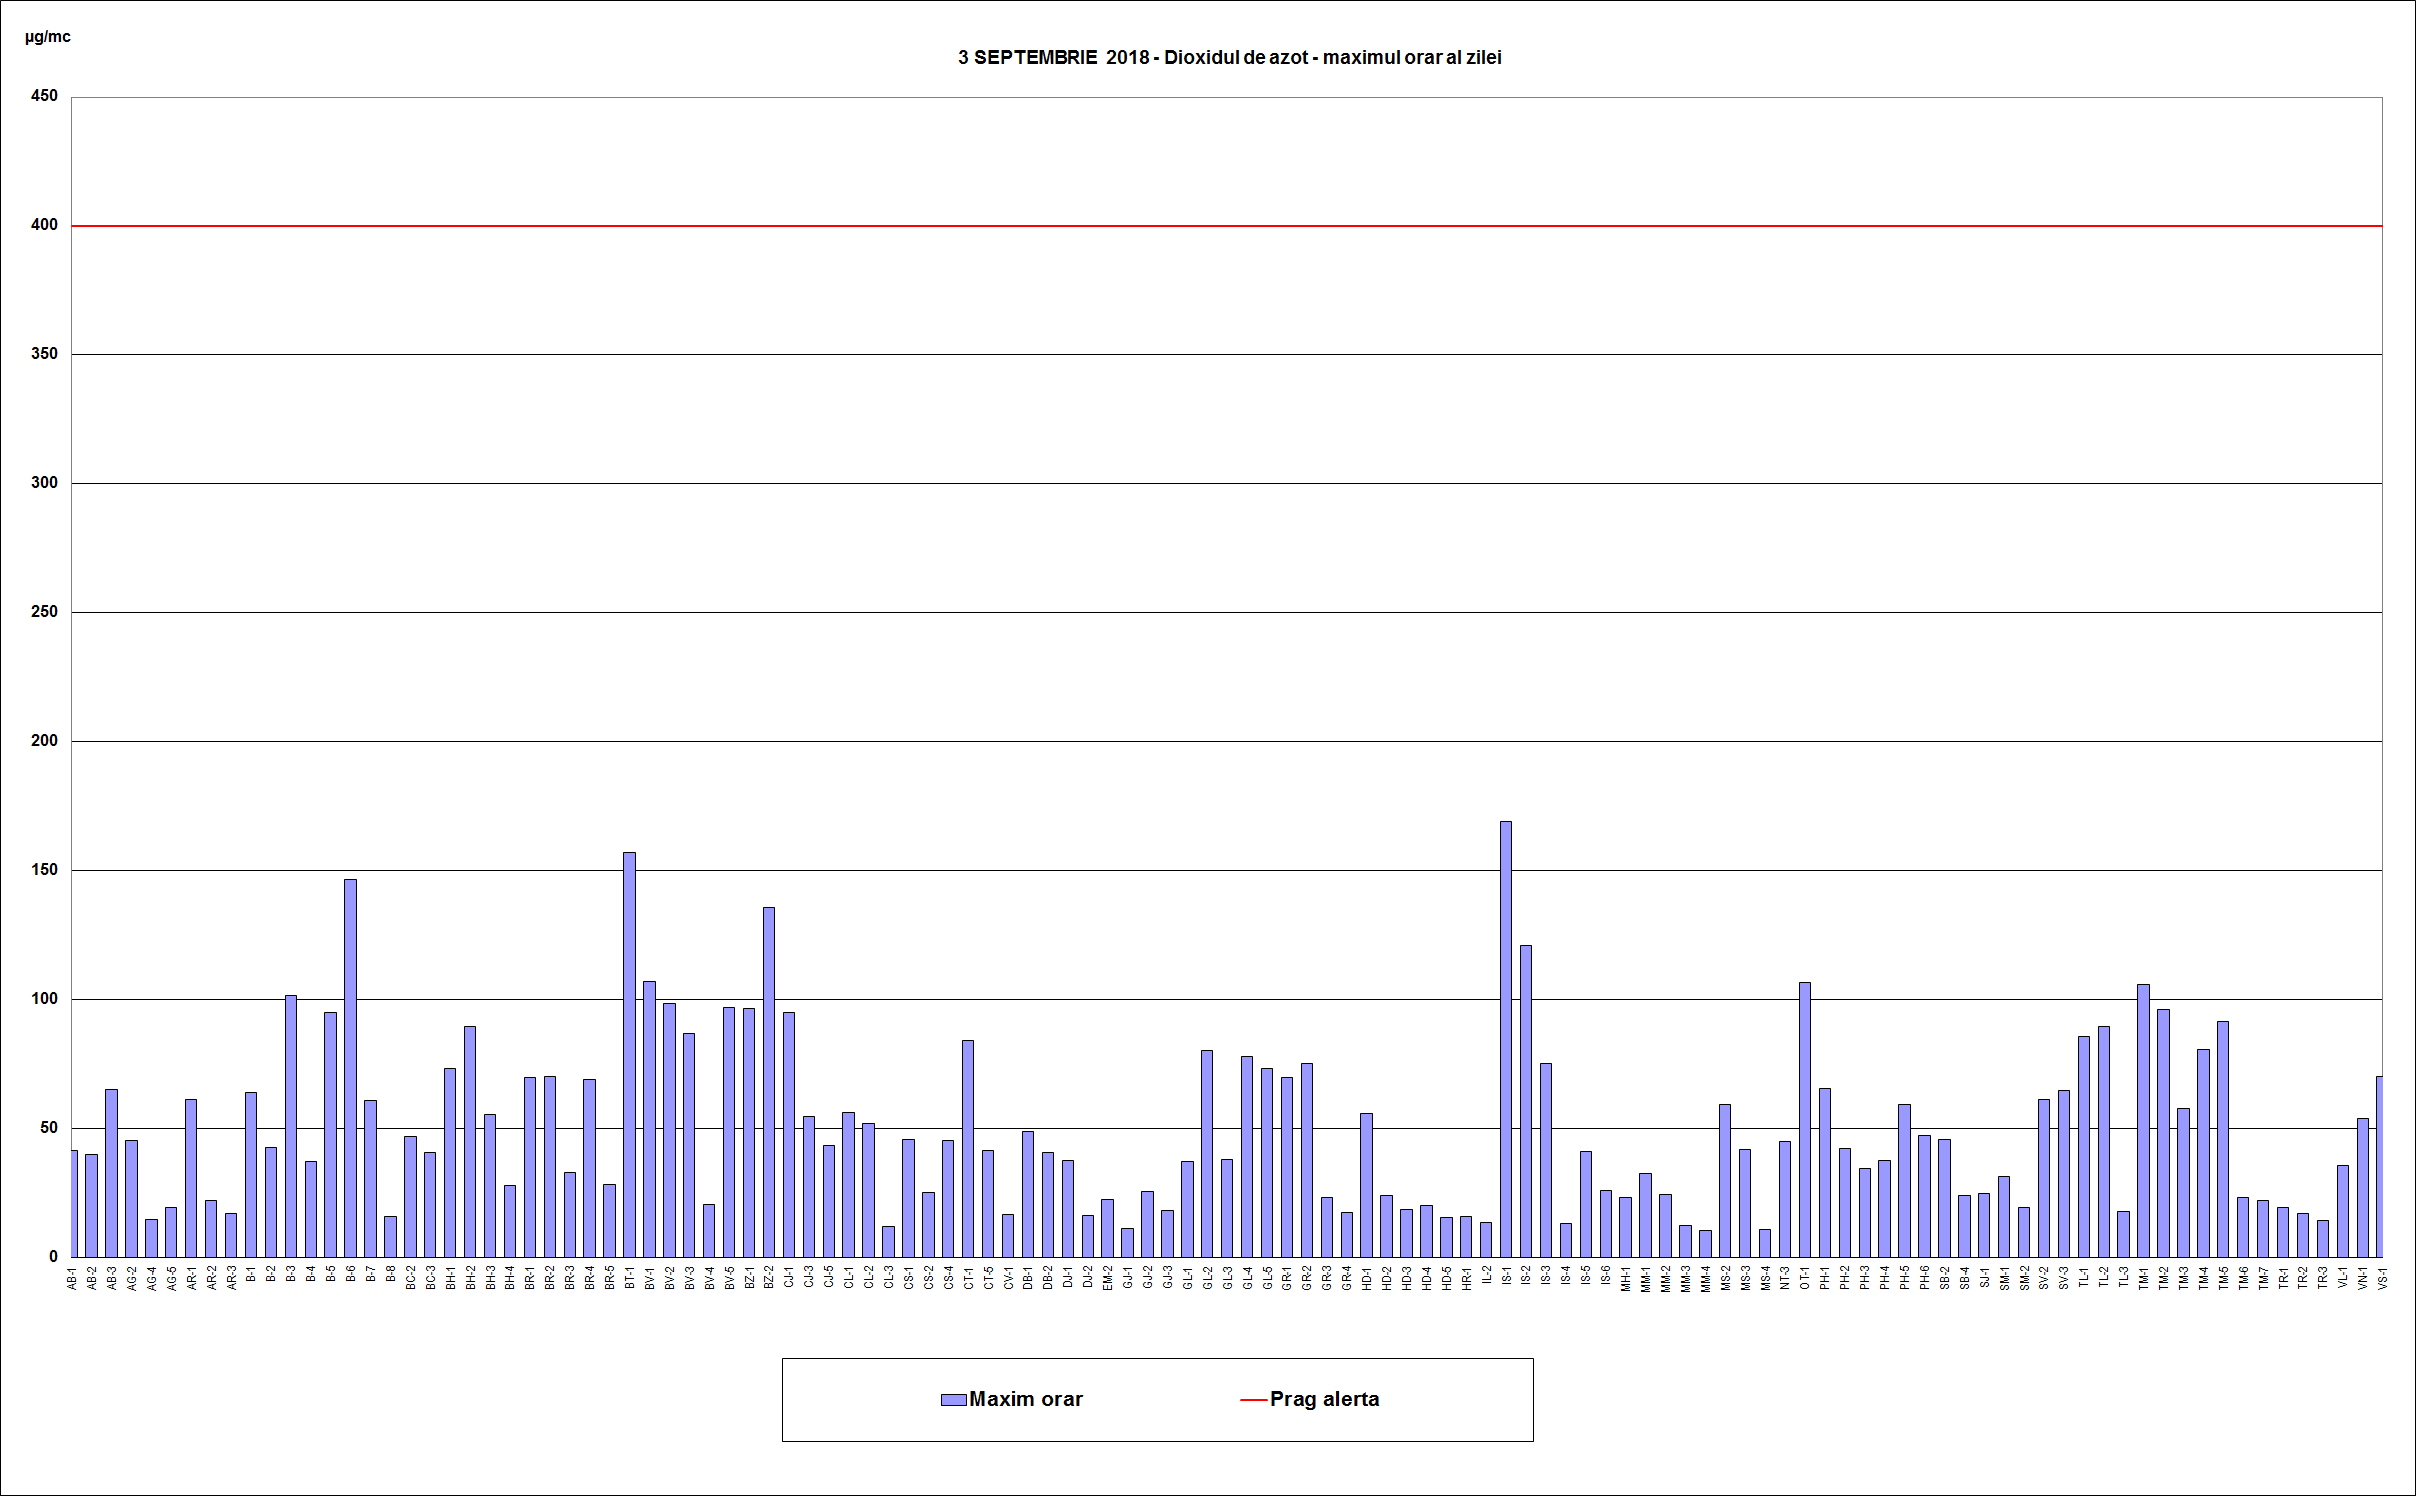 µg/mc
3 SEPTEMBRIE 2018 - Dioxidul de azot - maximul orar al zilei
450
400
350
300
250
200
150
100
50
0
AB-1 AB-2 AB-3 AG-2 AG-4 AG-5 AR-1 AR-2 AR-3 B-1 B-2 B-3 B-4 B-5 B-6 B-7 B-8 BC-2 BC-3 BH-1 BH-2 BH-3 BH-4 BR-1 BR-2 BR-3 BR-4 BR-5 BT-1 BV-1 BV-2 BV-3 BV-4 BV-5 BZ-1 BZ-2 CJ-1 CJ-3 CJ-5 CL-1 CL-2 CL-3 CS-1 CS-2 CS-4 CT-1 CT-5 CV-1 DB-1 DB-2 DJ-1 DJ-2 EM-2 GJ-1 GJ-2 GJ-3 GL-1 GL-2 GL-3 GL-4 GL-5 GR-1 GR-2 GR-3 GR-4 HD-1 HD-2 HD-3 HD-4 HD-5 HR-1 IL-2 IS-1 IS-2 IS-3 IS-4 IS-5 IS-6 MH-1 MM-1 MM-2 MM-3 MM-4 MS-2 MS-3 MS-4 NT-3 OT-1 PH-1 PH-2 PH-3 PH-4 PH-5 PH-6 SB-2 SB-4 SJ-1 SM-1 SM-2 SV-2 SV-3 TL-1 TL-2 TL-3 TM-1 TM-2 TM-3 TM-4 TM-5 TM-6 TM-7 TR-1 TR-2 TR-3 VL-1 VN-1 VS-1
Maxim orar Prag alerta